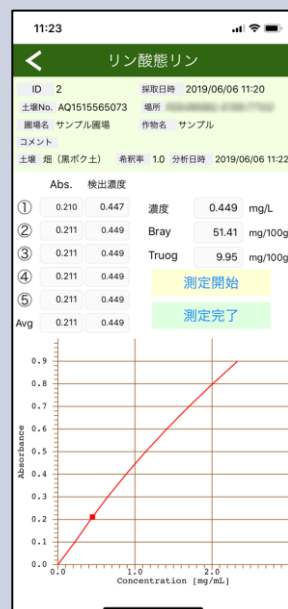 11:23
リン酸態リン
ID 2 採取日時 2019/06/06 11:20
土壌No. AQ1515565073 場所
圃場名 サンプル圃場 作物名 サンプル
コメント
土壌 畑（黒ボク土） 希釈率 1.0 分析日時 2019/06/06 11:22
Abs. 検出濃度
① 0.210 0.447 濃度 0.449 mg/L
② 0.211 0.449 Bray 51.41 mg/100g
③ 0.211 0.449 Truog 9.95 mg/100g
④ 0.211 0.449 測定開始
⑤ 0.211 0.449 測定完了
Avg 0.211 0.449
0.9
0.8
0.7
0.6
0.5
0.4
0.3
0.2
0.1
0.0
Absorbance
0.0 1.0 2.0
Concentration [mg/mL]